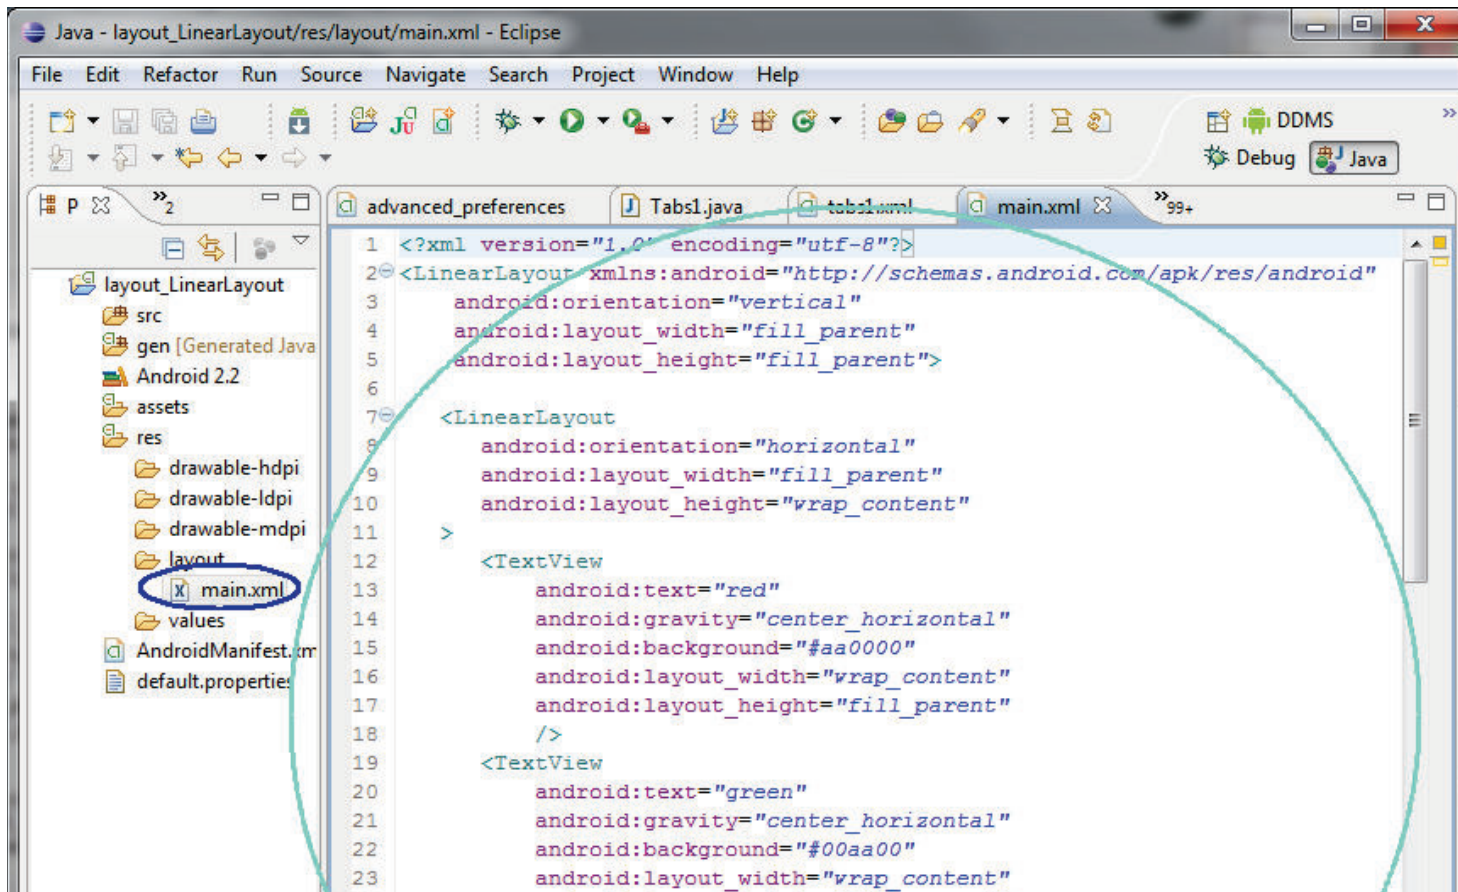 Java - layout_LinearLayout/res/layout/main.xml - Eclipse
File Edit Refactor Run Source Navigate Search Project Window Help
DDMS
Debug Java
P 2
advanced_preferences Tabs1.java tabs1.xml main.xml 99+
layout_LinearLayout
src
gen [Generated Java
Android 2.2
assets
res
drawable-hdpi
drawable-ldpi
drawable-mdpi
layout
main.xml
values
AndroidManifest.xm
default.propertie
1 <?xml version="1.0" encoding="utf-8"?>
2 <LinearLayout xmlns:android="http://schemas.android.com/apk/res/android"
3 android:orientation="vertical"
4 android:layout_width="fill_parent"
5 android:layout_height="fill_parent">
6
7 <LinearLayout
8 android:orientation="horizontal"
9 android:layout_width="fill_parent"
10 android:layout_height="wrap_content"
11 >
12 <TextView
13 android:text="red"
14 android:gravity="center_horizontal"
15 android:background="#aa0000"
16 android:layout_width="wrap_content"
17 android:layout_height="fill_parent"
18 />
19 <TextView
20 android:text="green"
21 android:gravity="center_horizontal"
22 android:background="#00aa00"
23 android:layout_width="wrap_content"